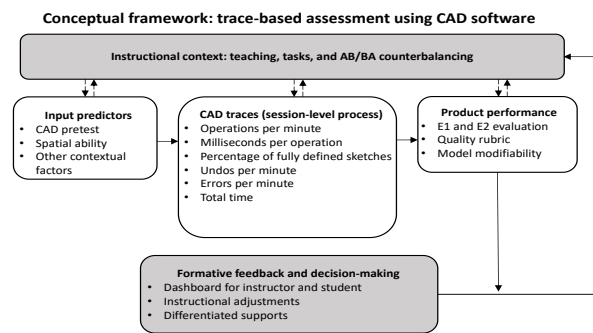 Conceptual framework: trace-based assessment using CAD software
Instructional context: teaching, tasks, and AB/BA counterbalancing
Input predictors
• CAD pretest
• Spatial ability
• Other contextual
factors
CAD traces (session-level process)
• Operations per minute
• Milliseconds per operation
• Percentage of fully defined sketches
• Undos per minute
• Errors per minute
• Total time
Product performance
• E1 and E2 evaluation
• Quality rubric
• Model modifiability
Formative feedback and decision-making
• Dashboard for instructor and student
• Instructional adjustments
• Differentiated supports